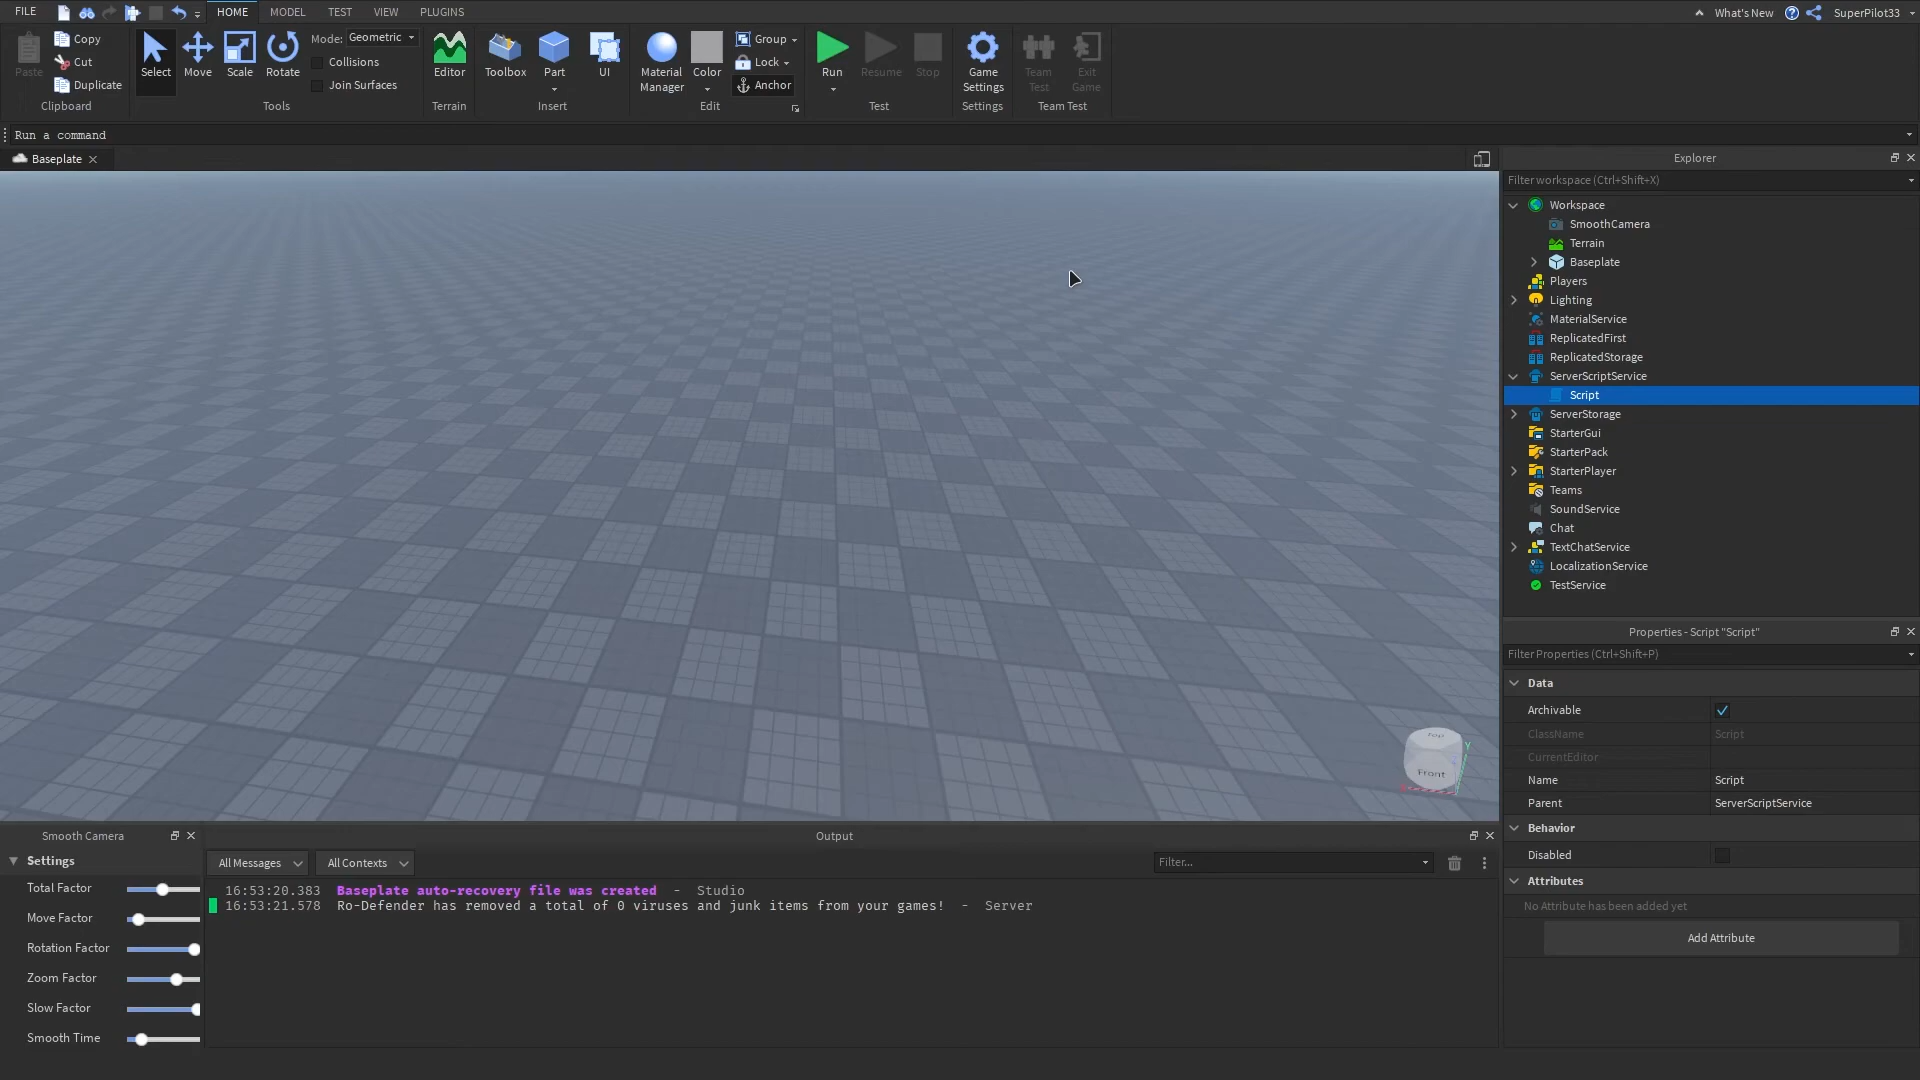 FILE
HOME
MODEL
TEST
VIEW
PLUGINS
What's New
SuperPilot33
Paste
Copy
Cut
Duplicate
Clipboard
Select
Move
Scale
Rotate
Mode: Geometric
Collisions
Join Surfaces
Tools
Editor
Terrain
Toolbox
Part
UI
Insert
Material Manager
Color
Group
Lock
Anchor
Edit
Run
Resume
Stop
Test
Game Settings
Settings
Team Test
Exit Game
Team Test
Run a command
Baseplate
Explorer
Filter workspace (Ctrl+Shift+X)
Workspace
SmoothCamera
Terrain
Baseplate
Players
Lighting
MaterialService
ReplicatedFirst
ReplicatedStorage
ServerScriptService
Script
ServerStorage
StarterGui
StarterPack
StarterPlayer
Teams
SoundService
Chat
TextChatService
LocalizationService
TestService
Top
Front
Y
Properties - Script "Script"
Filter Properties (Ctrl+Shift+P)
Data
Archivable
ClassName Script
CurrentEditor
Name Script
Parent ServerScriptService
Behavior
Disabled
Attributes
No Attribute has been added yet
Add Attribute
Smooth Camera
Settings
Total Factor
Move Factor
Rotation Factor
Zoom Factor
Slow Factor
Smooth Time
Output
All Messages
All Contexts
Filter...
16:53:20.383 Baseplate auto-recovery file was created - Studio
16:53:21.578 Ro-Defender has removed a total of 0 viruses and junk items from your games! - Server